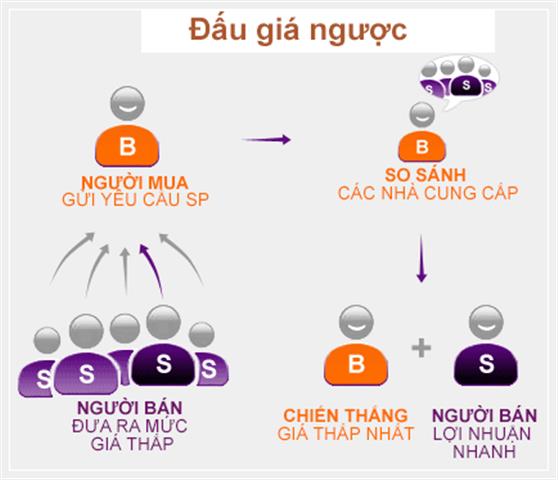 Đấu giá ngược
S S S
B
NGƯỜI MUA
GỬI YÊU CẦU SP
B
SO SÁNH
CÁC NHÀ CUNG CẤP
S S S S
NGƯỜI BÁN
ĐƯA RA MỨC
GIÁ THẤP
B + S
CHIẾN THẮNG
GIÁ THẤP NHẤT
NGƯỜI BÁN
LỢI NHUẬN
NHANH